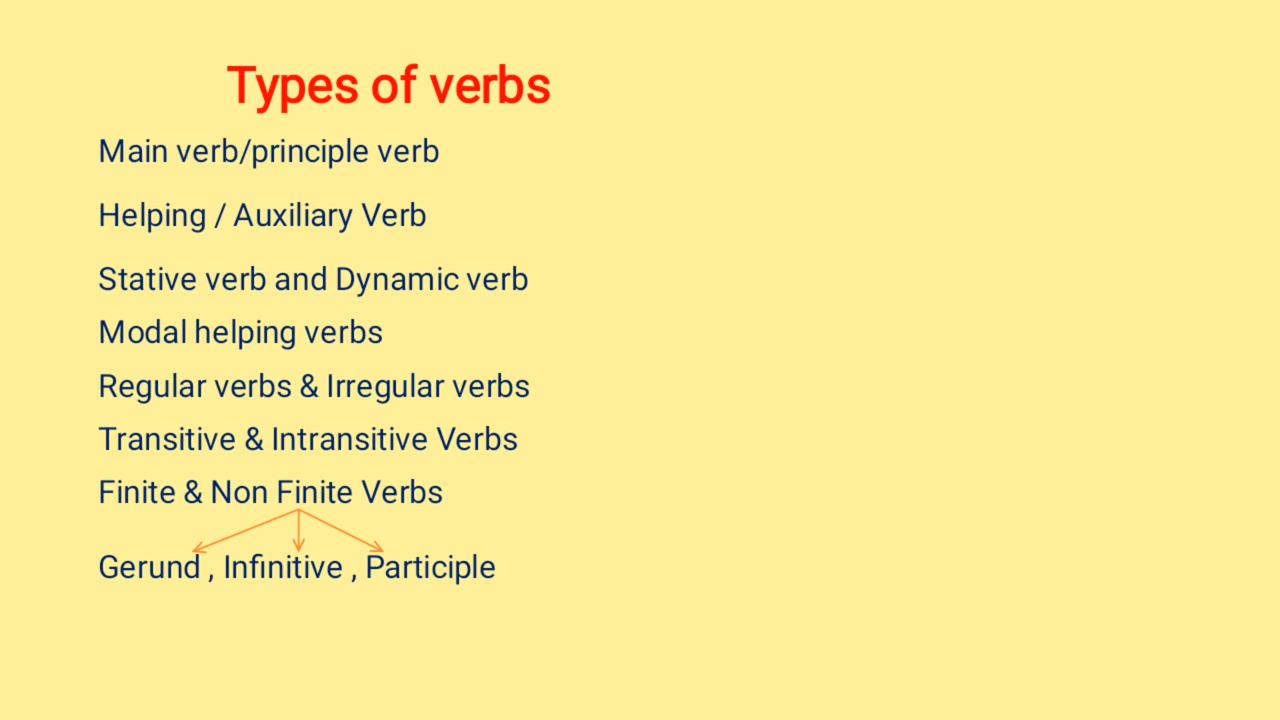 Types of verbs
Main verb/principle verb
Helping / Auxiliary Verb
Stative verb and Dynamic verb
Modal helping verbs
Regular verbs & Irregular verbs
Transitive & Intransitive Verbs
Finite & Non Finite Verbs
Gerund , Infinitive , Participle